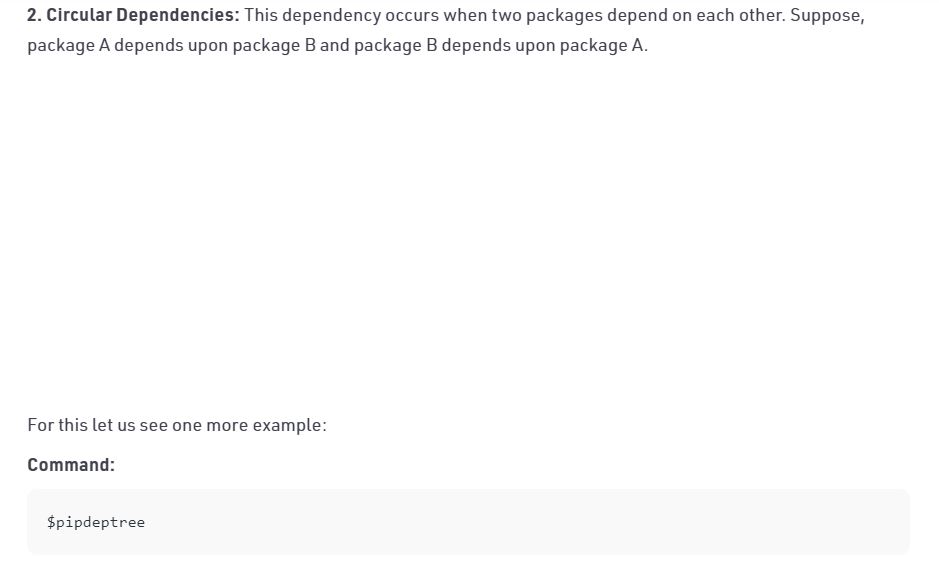 2. Circular Dependencies: This dependency occurs when two packages depend on each other. Suppose,
package A depends upon package B and package B depends upon package A.
For this let us see one more example:
Command:
$pipdeptree